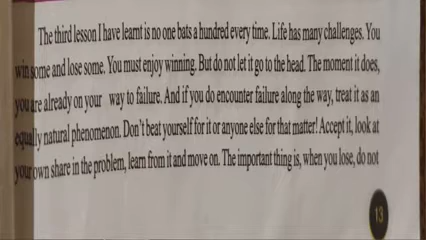 The third lesson I have learnt is no one bats a hundred every time. Life has many challenges. You
win some and lose some. You must enjoy winning. But do not let it go to the head. The moment it does,
you are already on your way to failure. And if you do encounter failure along the way, treat it as an
equally natural phenomenon. Don't beat yourself for it or anyone else for that matter! Accept it, look at
your own share in the problem, learn from it and move on. The important thing is, when you lose, do not
13